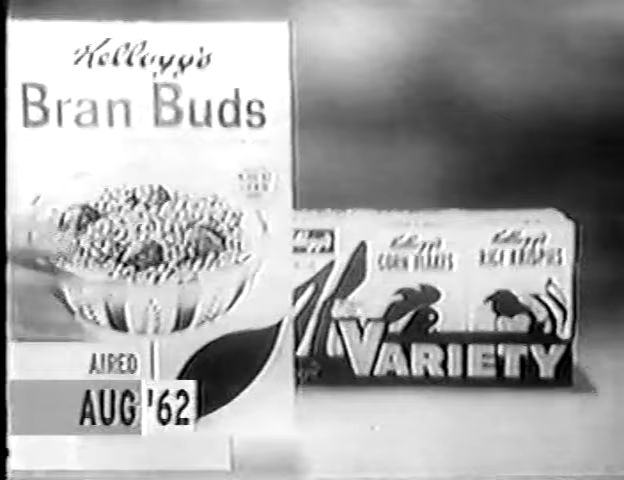 Kellogg's
Bran Buds
Kellogg's
CORN FLAKES
Kellogg's
RICE KRISPIES
VARIETY
AIRED
AUG '62